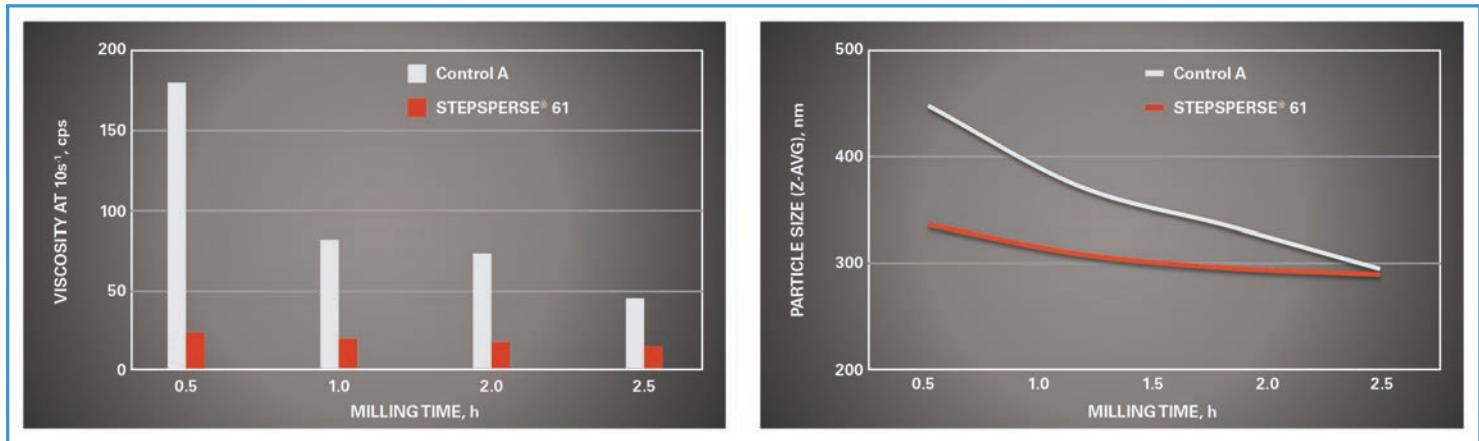 200
150
100
50
0
VISCOSITY AT 10s⁻¹, cps
Control A
STEPSPERSE® 61
0.5 1.0 2.0 2.5
MILLING TIME, h
500
400
300
200
PARTICLE SIZE (Z-AVG), nm
Control A
STEPSPERSE® 61
0.5 1.0 1.5 2.0 2.5
MILLING TIME, h